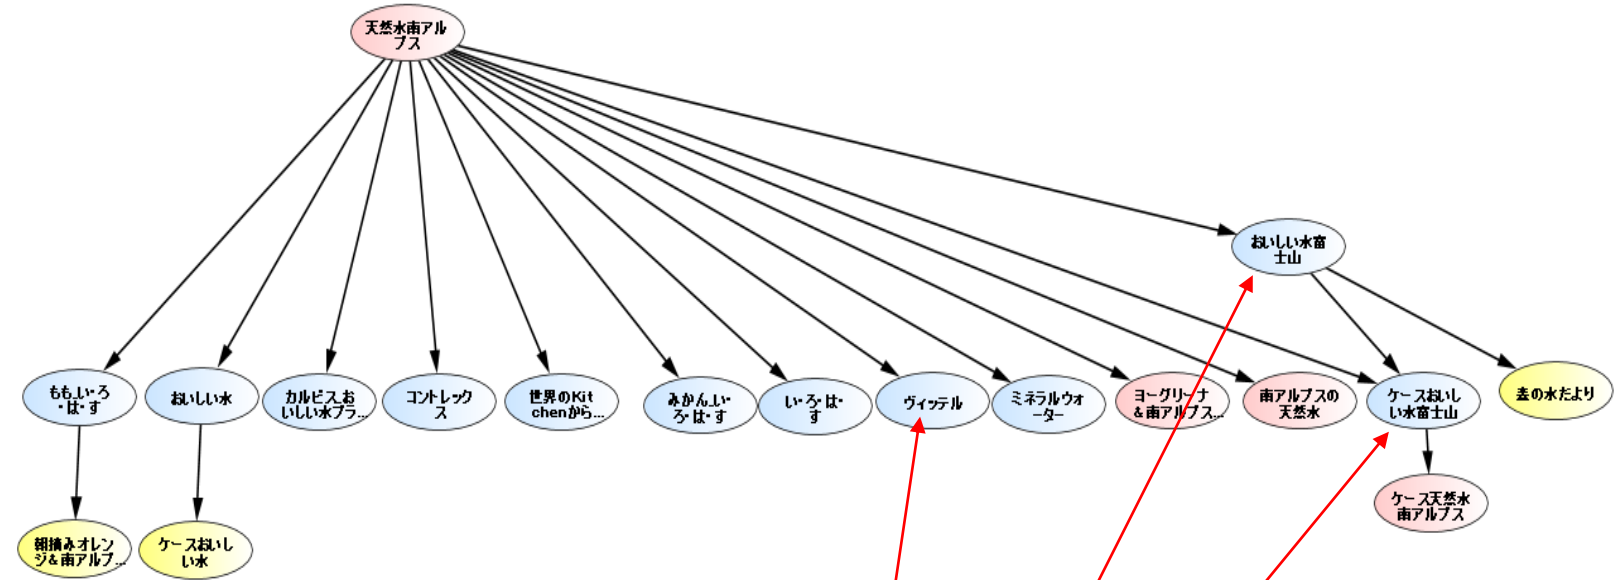 天然水南アル
プス
おいしい水富
士山
もも_い・ろ
・は・す
おいしい水
カルピス_お
いしい水プラ...
コントレック
ス
世界のKit
chenから...
みかん_い・
ろ・は・す
い・ろ・は・
す
ヴィッテル
ミネラルウォ
ーター
ヨーグリーナ
&南アルプス...
南アルプスの
天然水
ケースおいし
い水富士山
の水だより
朝摘みオレン
ジ&南アルプ...
ケースおいし
い水
ケース天然水
南アルプス